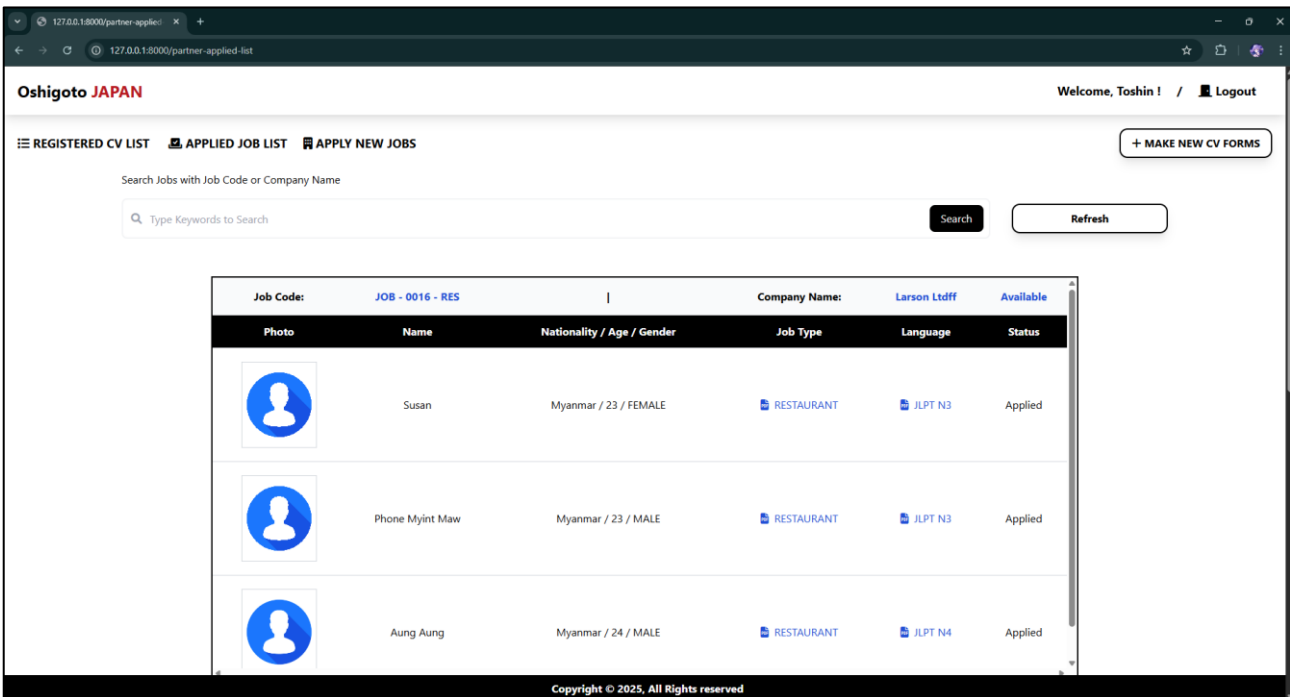 127.0.0.1:8000/partner-applied
127.0.0.1:8000/partner-applied-list
Oshigoto JAPAN
Welcome, Toshin ! / Logout
REGISTERED CV LIST APPLIED JOB LIST APPLY NEW JOBS
+ MAKE NEW CV FORMS
Search Jobs with Job Code or Company Name
Type Keywords to Search
Search
Refresh
Job Code: JOB - 0016 - RES | Company Name: Larson Ltdff Available
Photo Name Nationality / Age / Gender Job Type Language Status
Susan Myanmar / 23 / FEMALE RESTAURANT JLPT N3 Applied
Phone Myint Maw Myanmar / 23 / MALE RESTAURANT JLPT N3 Applied
Aung Aung Myanmar / 24 / MALE RESTAURANT JLPT N4 Applied
Copyright © 2025, All Rights reserved